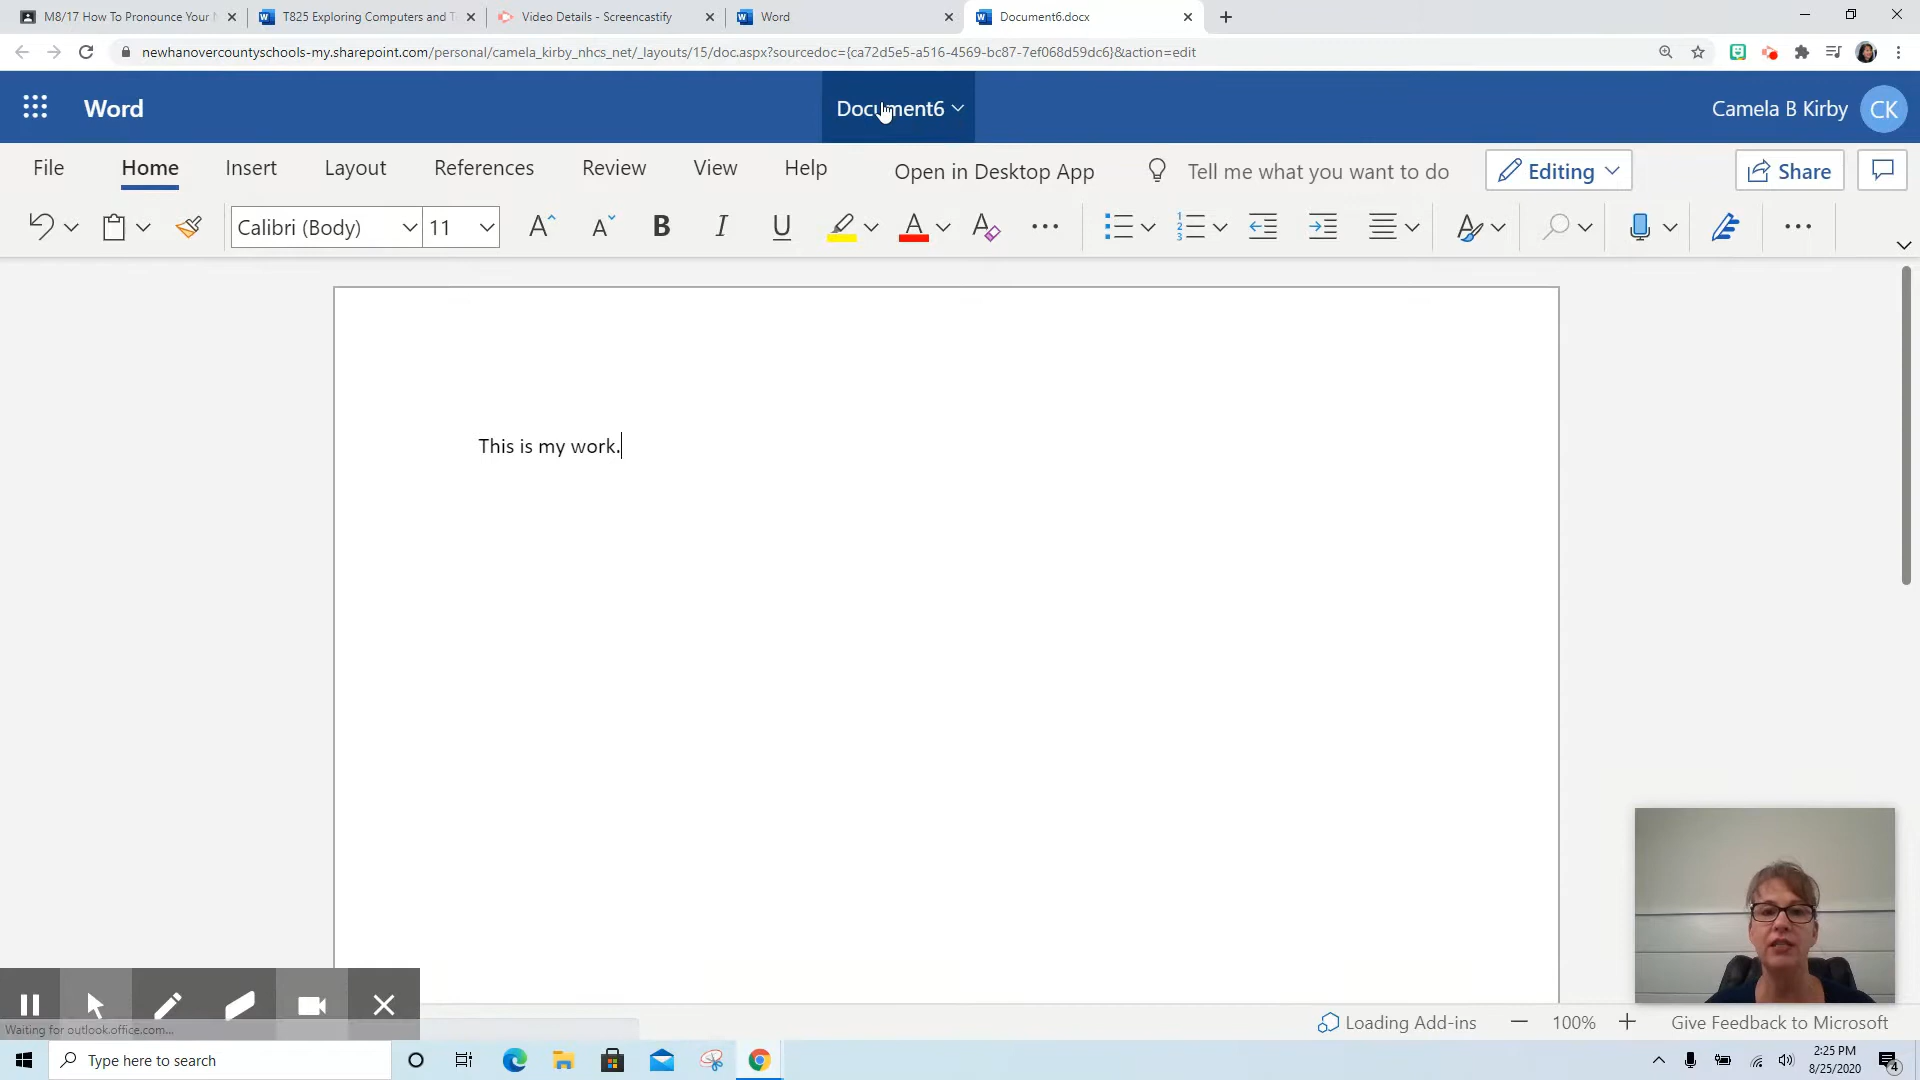 M8/17 How To Pronounce Your
T825 Exploring Computers and T
Video Details - Screencastify
Word
Document6.docx
newhanovercountyschools-my.sharepoint.com/personal/camela_kirby_nhcs_net/_layouts/15/doc.aspx?sourcedoc={ca72d5e5-a516-4569-bc87-7ef068d59dc6}&action=edit
Word
Document6
Camela B Kirby
CK
File
Home
Insert
Layout
References
Review
View
Help
Open in Desktop App
Tell me what you want to do
Editing
Share
Calibri (Body)
11
This is my work.
Waiting for outlook.office.com...
Loading Add-ins
100%
Give Feedback to Microsoft
Type here to search
2:25 PM
8/25/2020
4